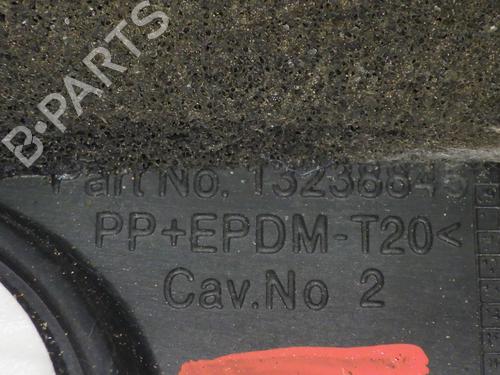 B-PARTS
Part No. 13238845
PP+EPDM-T20<
Cav.No 2